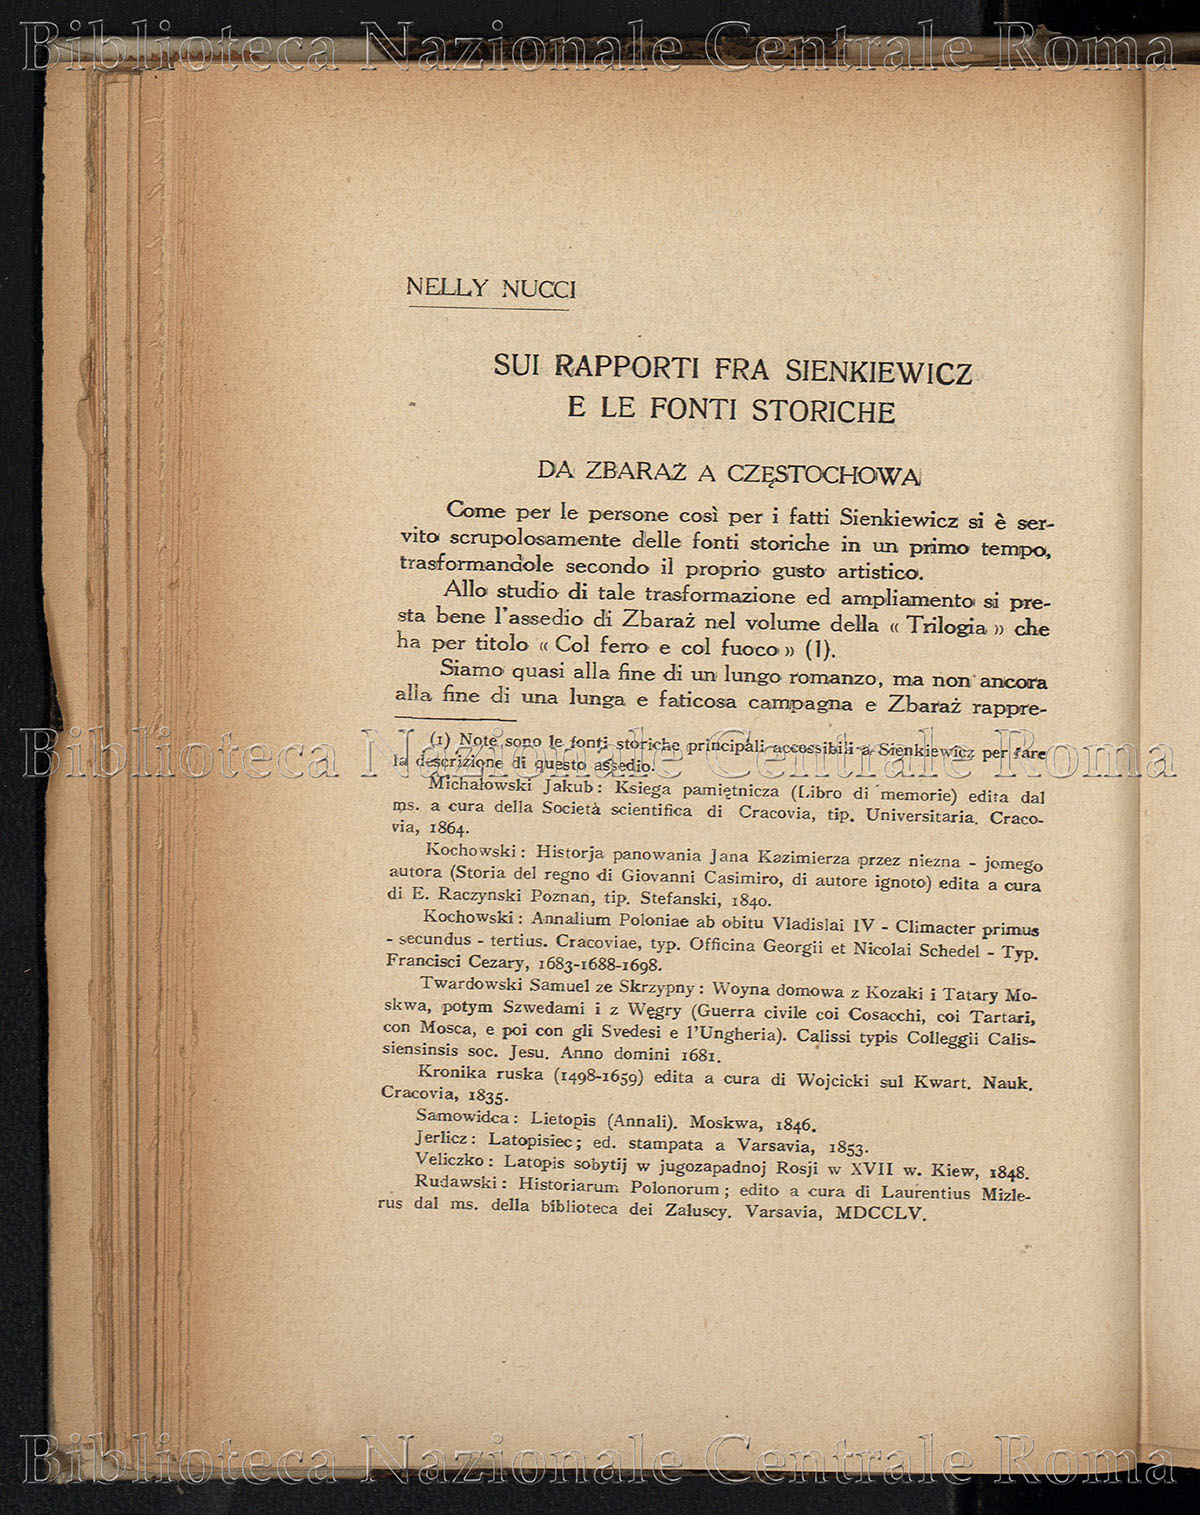 Biblioteca Nazionale Centrale Roma
NELLY NUCCI
SUI RAPPORTI FRA SIENKIEWICZ
E LE FONTI STORICHE
DA ZBARAŻ A CZĘSTOCHOWA
Come per le persone così per i fatti Sienkiewicz si è ser-
vito scrupolosamente delle fonti storiche in un primo tempo,
trasformandole secondo il proprio gusto artistico.
Allo studio di tale trasformazione ed ampliamento si pre-
sta bene l'assedio di Zbaraż nel volume della « Trilogia » che
ha per titolo « Col ferro e col fuoco » (1).
Siamo quasi alla fine di un lungo romanzo, ma non ancora
alla fine di una lunga e faticosa campagna e Zbaraż rappre-
(1) Note sono le fonti storiche principali accessibili a Sienkiewicz per fare
la descrizione di questo assedio.
Biblioteca Nazionale Centrale Roma
Michałowski Jakub: Ksiega pamiętnicza (Libro di memorie) edita dal
ms. a cura della Società scientifica di Cracovia, tip. Universitaria. Craco-
via, 1864.
Kochowski: Historja panowania Jana Kazimierza przez niezna - jomego
autora (Storia del regno di Giovanni Casimiro, di autore ignoto) edita a cura
di E. Raczynski Poznan, tip. Stefanski, 1840.
Kochowski: Annalium Poloniae ab obitu Vladislai IV - Climacter primus
- secundus - tertius. Cracoviae, typ. Officina Georgii et Nicolai Schedel - Typ.
Francisci Cezary, 1683-1688-1698.
Twardowski Samuel ze Skrzypny: Woyna domowa z Kozaki i Tatary Mo-
skwa, potym Szwedami i z Węgry (Guerra civile coi Cosacchi, coi Tartari,
con Mosca, e poi con gli Svedesi e l'Ungheria). Calissi typis Colleggii Calis-
siensinsis soc. Jesu. Anno domini 1681.
Kronika ruska (1498-1659) edita a cura di Wojcicki sul Kwart. Nauk.
Cracovia, 1835.
Samowidca: Lietopis (Annali). Moskwa, 1846.
Jerlicz: Latopisiec; ed. stampata a Varsavia, 1853.
Veliczko: Latopis sobytij w jugozapadnoj Rosji w XVII w. Kiew, 1848.
Rudawski: Historiarum Polonorum; edito a cura di Laurentius Mizle-
rus dal ms. della biblioteca dei Zaluscy. Varsavia, MDCCLV.
Biblioteca Nazionale Centrale Roma